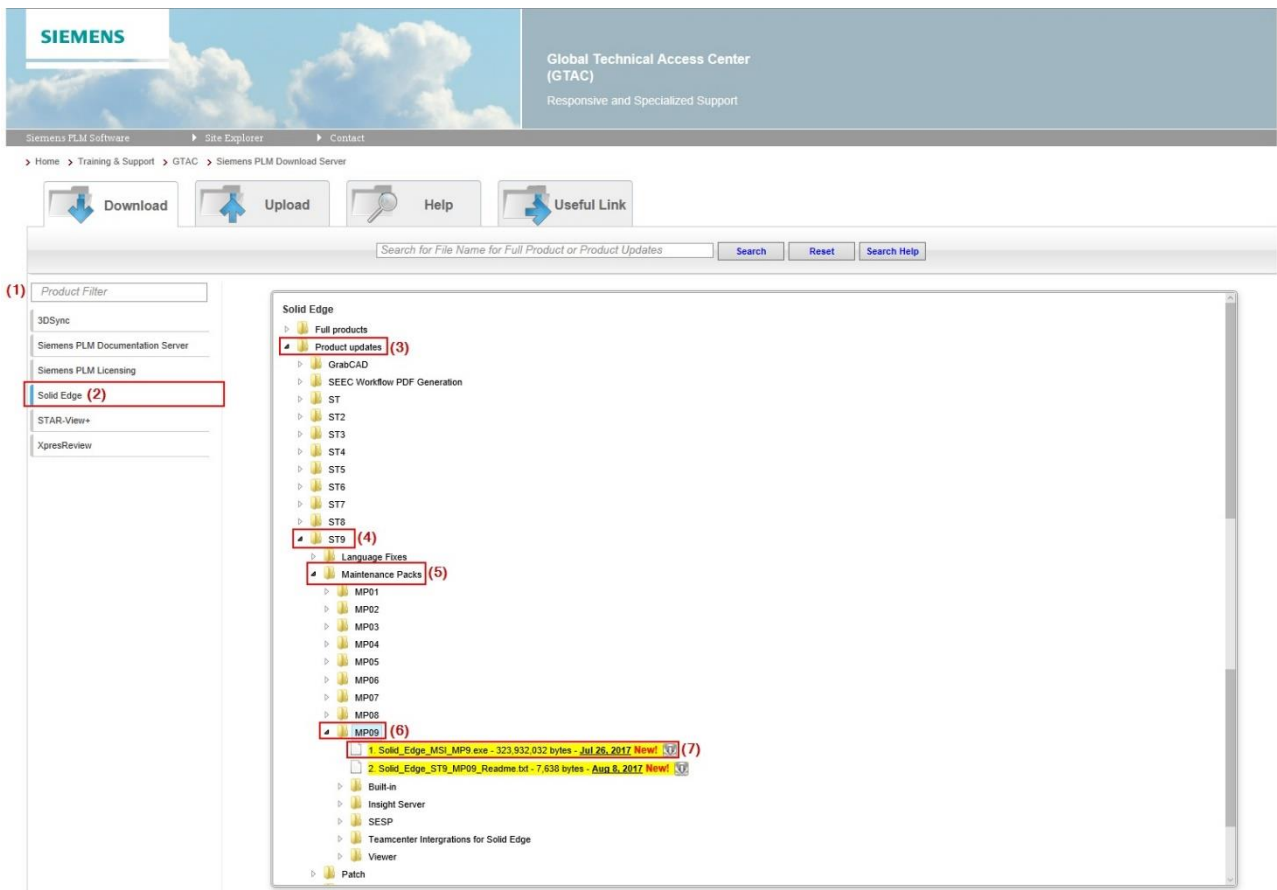 SIEMENS
Global Technical Access Center
(GTAC)
Responsive and Specialized Support
Siemens PLM Software Site Explorer Contact
Home Training & Support GTAC Siemens PLM Download Server
Download Upload Help Useful Link
Search for File Name for Full Product or Product Updates Search Reset Search Help
(1) Product Filter
3DSync
Siemens PLM Documentation Server
Siemens PLM Licensing
Solid Edge (2)
STAR-View+
XpresReview
Solid Edge
Full products
Product updates (3)
GrabCAD
SEEC Workflow PDF Generation
ST
ST2
ST3
ST4
ST5
ST6
ST7
ST8
ST9 (4)
Language Fixes
Maintenance Packs (5)
MP01
MP02
MP03
MP04
MP05
MP06
MP07
MP08
MP09 (6)
1. Solid_Edge_MSI_MP9.exe - 323,932,032 bytes - Jul 26, 2017 New! (7)
2. Solid_Edge_ST9_MP09_Readme.txt - 7,638 bytes - Aug 8, 2017 New!
Built-in
Insight Server
SESP
Teamcenter Intergrations for Solid Edge
Viewer
Patch